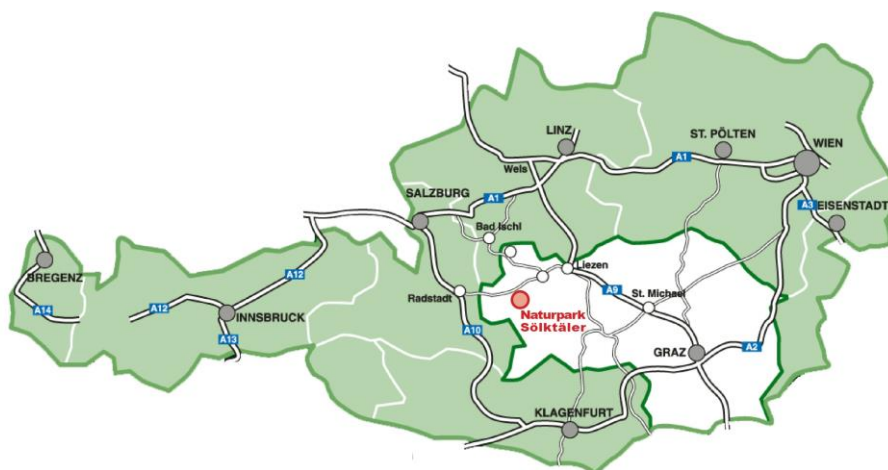 LINZ
ST. PÖLTEN
WIEN
A1
Wels
A1
SALZBURG
A3
EISENSTADT
Bad Ischl
BREGENZ
A12
Liezen
A12
Radstadt
A9
St. Michael
A14
INNSBRUCK
Naturpark
Sölktäler
A10
A13
A2
GRAZ
KLAGENFURT